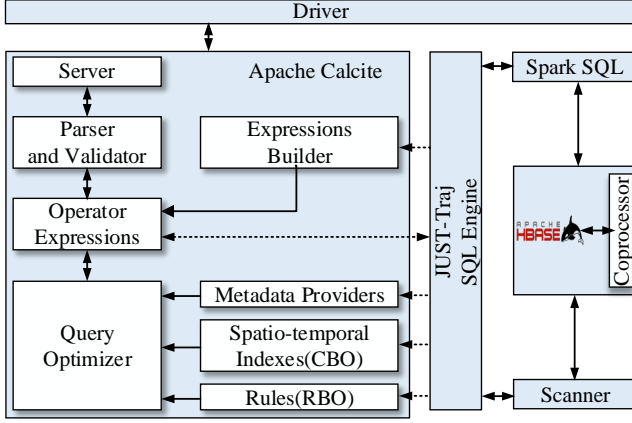 Driver
Server
Apache Calcite
Parser
and Validator
Expressions
Builder
Operator
Expressions
Query
Optimizer
Metadata Providers
Spatio-temporal
Indexes(CBO)
Rules(RBO)
JUST-Traj
SQL Engine
Spark SQL
APACHE
HBASE
Coprocessor
Scanner